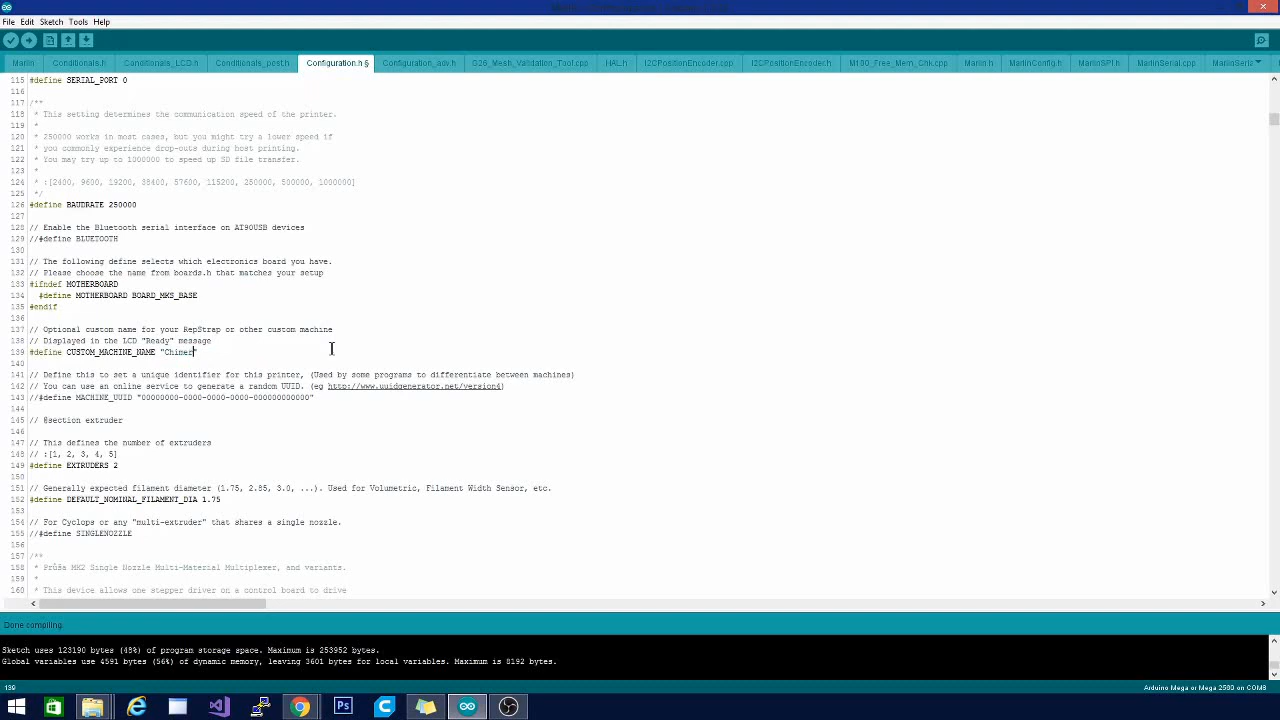 File Edit Sketch Tools Help
Marlin Conditionals.h Conditionals_LCD.h Conditionals_post.h Configuration.h § Configuration_adv.h G26_Mesh_Validation_Tool.cpp HAL.h I2CPositionEncoder.cpp I2CPositionEncoder.h M100_Free_Mem_Chk.cpp Marlin.h MarlinConfig.h MarlinSPI.h MarlinSerial.cpp MarlinSeriz
115 #define SERIAL_PORT 0
116
117 /**
118 * This setting determines the communication speed of the printer.
119 *
120 * 250000 works in most cases, but you might try a lower speed if
121 * you commonly experience drop-outs during host printing.
122 * You may try up to 1000000 to speed up SD file transfer.
123 *
124 * :[2400, 9600, 19200, 38400, 57600, 115200, 250000, 500000, 1000000]
125 */
126 #define BAUDRATE 250000
127
128 // Enable the Bluetooth serial interface on AT90USB devices
129 //#define BLUETOOTH
130
131 // The following define selects which electronics board you have.
132 // Please choose the name from boards.h that matches your setup
133 #ifndef MOTHERBOARD
134 #define MOTHERBOARD BOARD_MKS_BASE
135 #endif
136
137 // Optional custom name for your RepStrap or other custom machine
138 // Displayed in the LCD "Ready" message
139 #define CUSTOM_MACHINE_NAME "Chimer"
140
141 // Define this to set a unique identifier for this printer, (Used by some programs to differentiate between machines)
142 // You can use an online service to generate a random UUID. (eg http://www.uuidgenerator.net/version4)
143 //#define MACHINE_UUID "00000000-0000-0000-0000-000000000000"
144
145 // @section extruder
146
147 // This defines the number of extruders
148 // :[1, 2, 3, 4, 5]
149 #define EXTRUDERS 2
150
151 // Generally expected filament diameter (1.75, 2.85, 3.0, ...). Used for Volumetric, Filament Width Sensor, etc.
152 #define DEFAULT_NOMINAL_FILAMENT_DIA 1.75
153
154 // For Cyclops or any "multi-extruder" that shares a single nozzle.
155 //#define SINGLENOZZLE
156
157 /**
158 * Průša MK2 Single Nozzle Multi-Material Multiplexer, and variants.
159 *
160 * This device allows one stepper driver on a control board to drive
Done compiling.
Sketch uses 123190 bytes (48%) of program storage space. Maximum is 253952 bytes.
Global variables use 4591 bytes (56%) of dynamic memory, leaving 3601 bytes for local variables. Maximum is 8192 bytes.
139 Arduino Mega or Mega 2560 on COM8
Ps